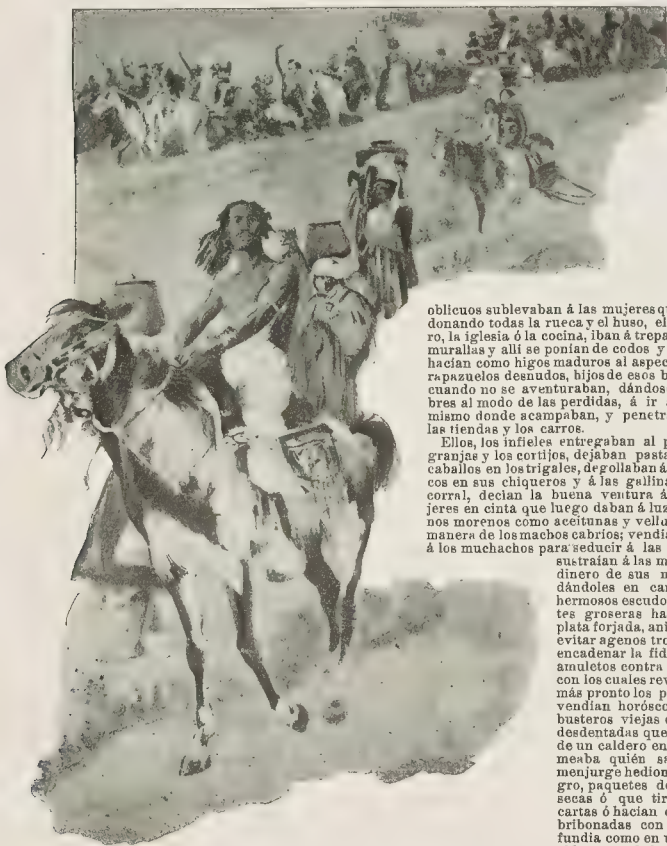 oblicuos sublevaban á las mujeres q
donando todas la rueca y el huso, el
ro, la iglesia ó la cocina, iban á trepa
murallas y alli se ponian de codos y
hacían como higos maduros al aspec
rapazuelos desnudos, hijos de esos b
cuando no se aventuraban, dándos
bres al modo de las perdidas, á ir
mismo donde acampaban, y penetr
las tiendas y los carros.
Ellos, los infieles entregaban al p
granjas y los cortijos, dejaban pasta
caballos en los trigales, degollaban á
cos en sus chiqueros y á las gallina
corral, decian la buena ventura á
jeres en cinta que luego daban á luz
nos morenos como aceitunas y vellu
manera de los machos cabríos; vendía
á los muchachos para seducir á las
sustraían á las m
dinero de sus m
dándoles en ca
hermosos escudo
tes groseras ha
plata forjada, ani
evitar agenos tro
encadenar la fid
amuletos contra
con los cuales rev
más pronto los p
vendían horósco
busteros viejas
desdentadas que
de un caldero en
meaba quién sa
menjurge hedion
gro, paquetes de
secas ó que tir
cartas ó hacian
bribonadas con
fundia como en